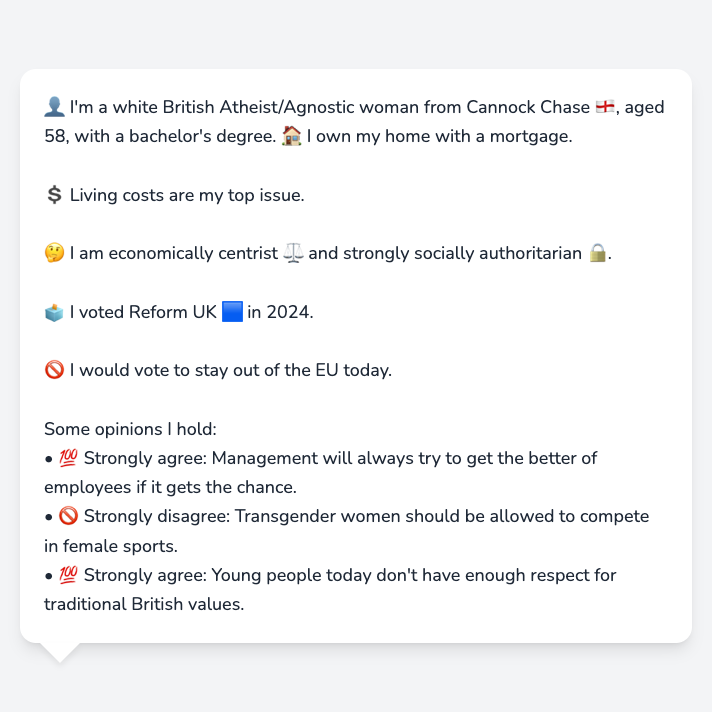 👤 I'm a white British Atheist/Agnostic woman from Cannock Chase 🏴󠁧󠁢󠁥󠁮󠁧󠁿, aged
58, with a bachelor's degree. 🏠 I own my home with a mortgage.
💲 Living costs are my top issue.
🤔 I am economically centrist ⚖️ and strongly socially authoritarian 🔒.
🗳️ I voted Reform UK 🟦 in 2024.
🚫 I would vote to stay out of the EU today.
Some opinions I hold:
• 💯 Strongly agree: Management will always try to get the better of
employees if it gets the chance.
• 🚫 Strongly disagree: Transgender women should be allowed to compete
in female sports.
• 💯 Strongly agree: Young people today don't have enough respect for
traditional British values.